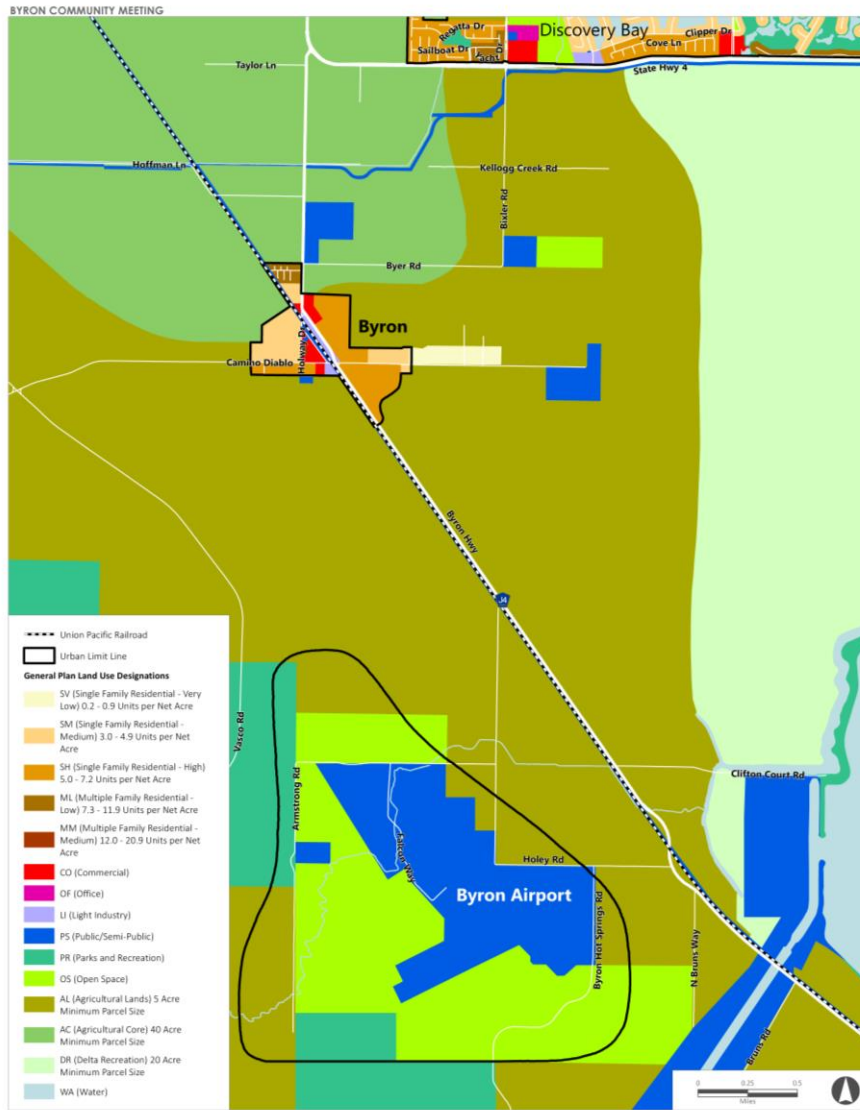 BYRON COMMUNITY MEETING
Regatta Dr
Discovery Bay
Clipper Dr
Sailboat Dr
Yacht Dr
Cove Ln
Taylor Ln
State Hwy 4
Hoffman Ln
Kellogg Creek Rd
Bixler Rd
Byer Rd
Byron
Holway Dr
Camino Diablo
Byron Hwy
J4
Vasco Rd
Armstrong Rd
Clifton Court Rd
Falcon Way
Holey Rd
Byron Airport
Byron Hot Springs Rd
N Bruns Way
Bruns Rd
Union Pacific Railroad
Urban Limit Line
General Plan Land Use Designations
SV (Single Family Residential - Very
Low) 0.2 - 0.9 Units per Net Acre
SM (Single Family Residential -
Medium) 3.0 - 4.9 Units per Net
Acre
SH (Single Family Residential - High)
5.0 - 7.2 Units per Net Acre
ML (Multiple Family Residential -
Low) 7.3 - 11.9 Units per Net Acre
MM (Multiple Family Residential -
Medium) 12.0 - 20.9 Units per Net
Acre
CO (Commercial)
OF (Office)
LI (Light Industry)
PS (Public/Semi-Public)
PR (Parks and Recreation)
OS (Open Space)
AL (Agricultural Lands) 5 Acre
Minimum Parcel Size
AC (Agricultural Core) 40 Acre
Minimum Parcel Size
DR (Delta Recreation) 20 Acre
Minimum Parcel Size
WA (Water)
0 0.25 0.5
Miles